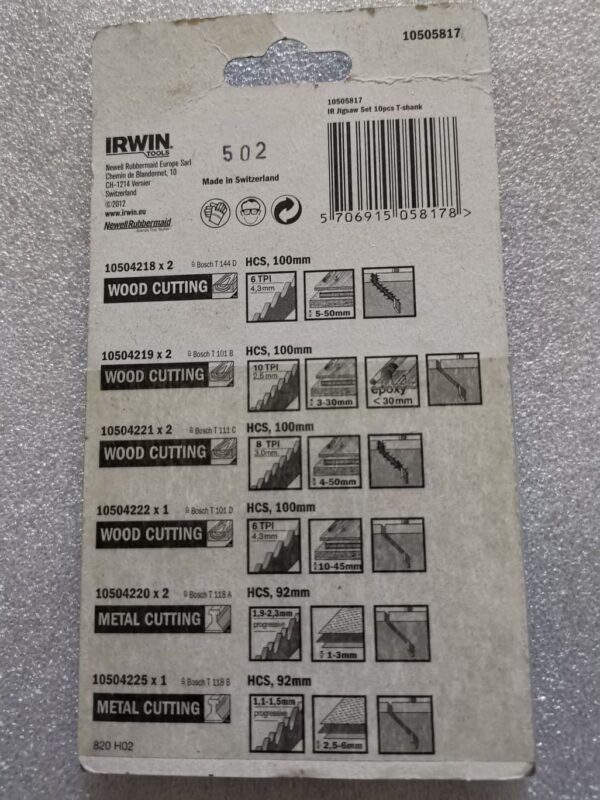 10505817
10505817
IR Jigsaw Set 10pcs T-shank
5 706915 058178 >
IRWIN.
TOOLS
Newell Rubbermaid Europe Sarl
Chemin de Blandonnet, 10
CH-1214 Vernier
Switzerland
©2012
www.irwin.eu
NewellRubbermaid
502
Made in Switzerland
10504218 x 2 Bosch T 144 D HCS, 100mm
WOOD CUTTING
6 TPI
4,3mm
5-50mm
10504219 x 2 Bosch T 101 B HCS, 100mm
WOOD CUTTING
10 TPI
2,5mm
3-30mm
epoxy
< 30mm
10504221 x 2 Bosch T 111 C HCS, 100mm
WOOD CUTTING
8 TPI
3,0mm
4-50mm
10504222 x 1 Bosch T 101 D HCS, 100mm
WOOD CUTTING
6 TPI
4,3mm
10-45mm
10504220 x 2 Bosch T 118 A HCS, 92mm
METAL CUTTING
1,9-2,3mm
progressive
1-3mm
10504225 x 1 Bosch T 118 B HCS, 92mm
METAL CUTTING
1,1-1,5mm
progressive
2,5-6mm
820 H02